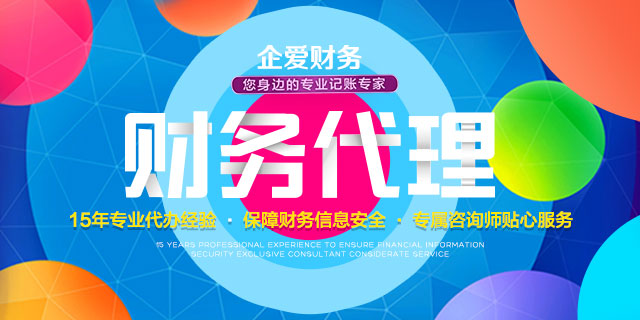 企爱财务
您身边的专业记账专家
财务代理
15年专业代办经验 · 保障财务信息安全 · 专属咨询师贴心服务
15 YEARS PROFESSIONAL EXPERIENCE TO ENSURE FINANCIAL INFORMATION
SECURITY EXCLUSIVE CONSULTANT CONSIDERATE SERVICE